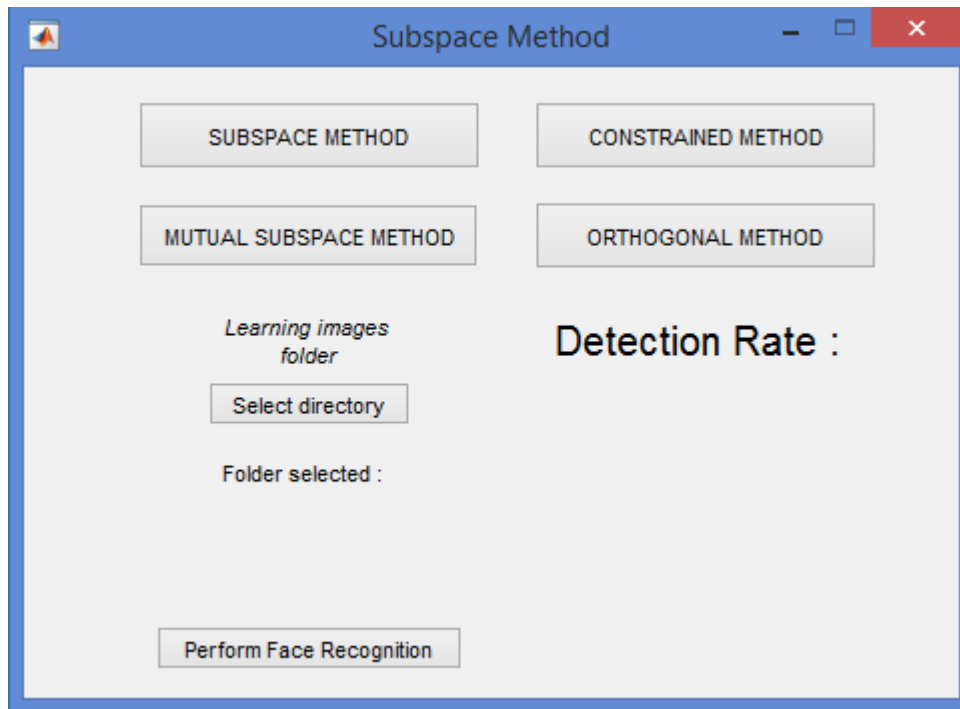 Subspace Method
SUBSPACE METHOD
CONSTRAINED METHOD
MUTUAL SUBSPACE METHOD
ORTHOGONAL METHOD
Learning images
folder
Detection Rate :
Select directory
Folder selected :
Perform Face Recognition